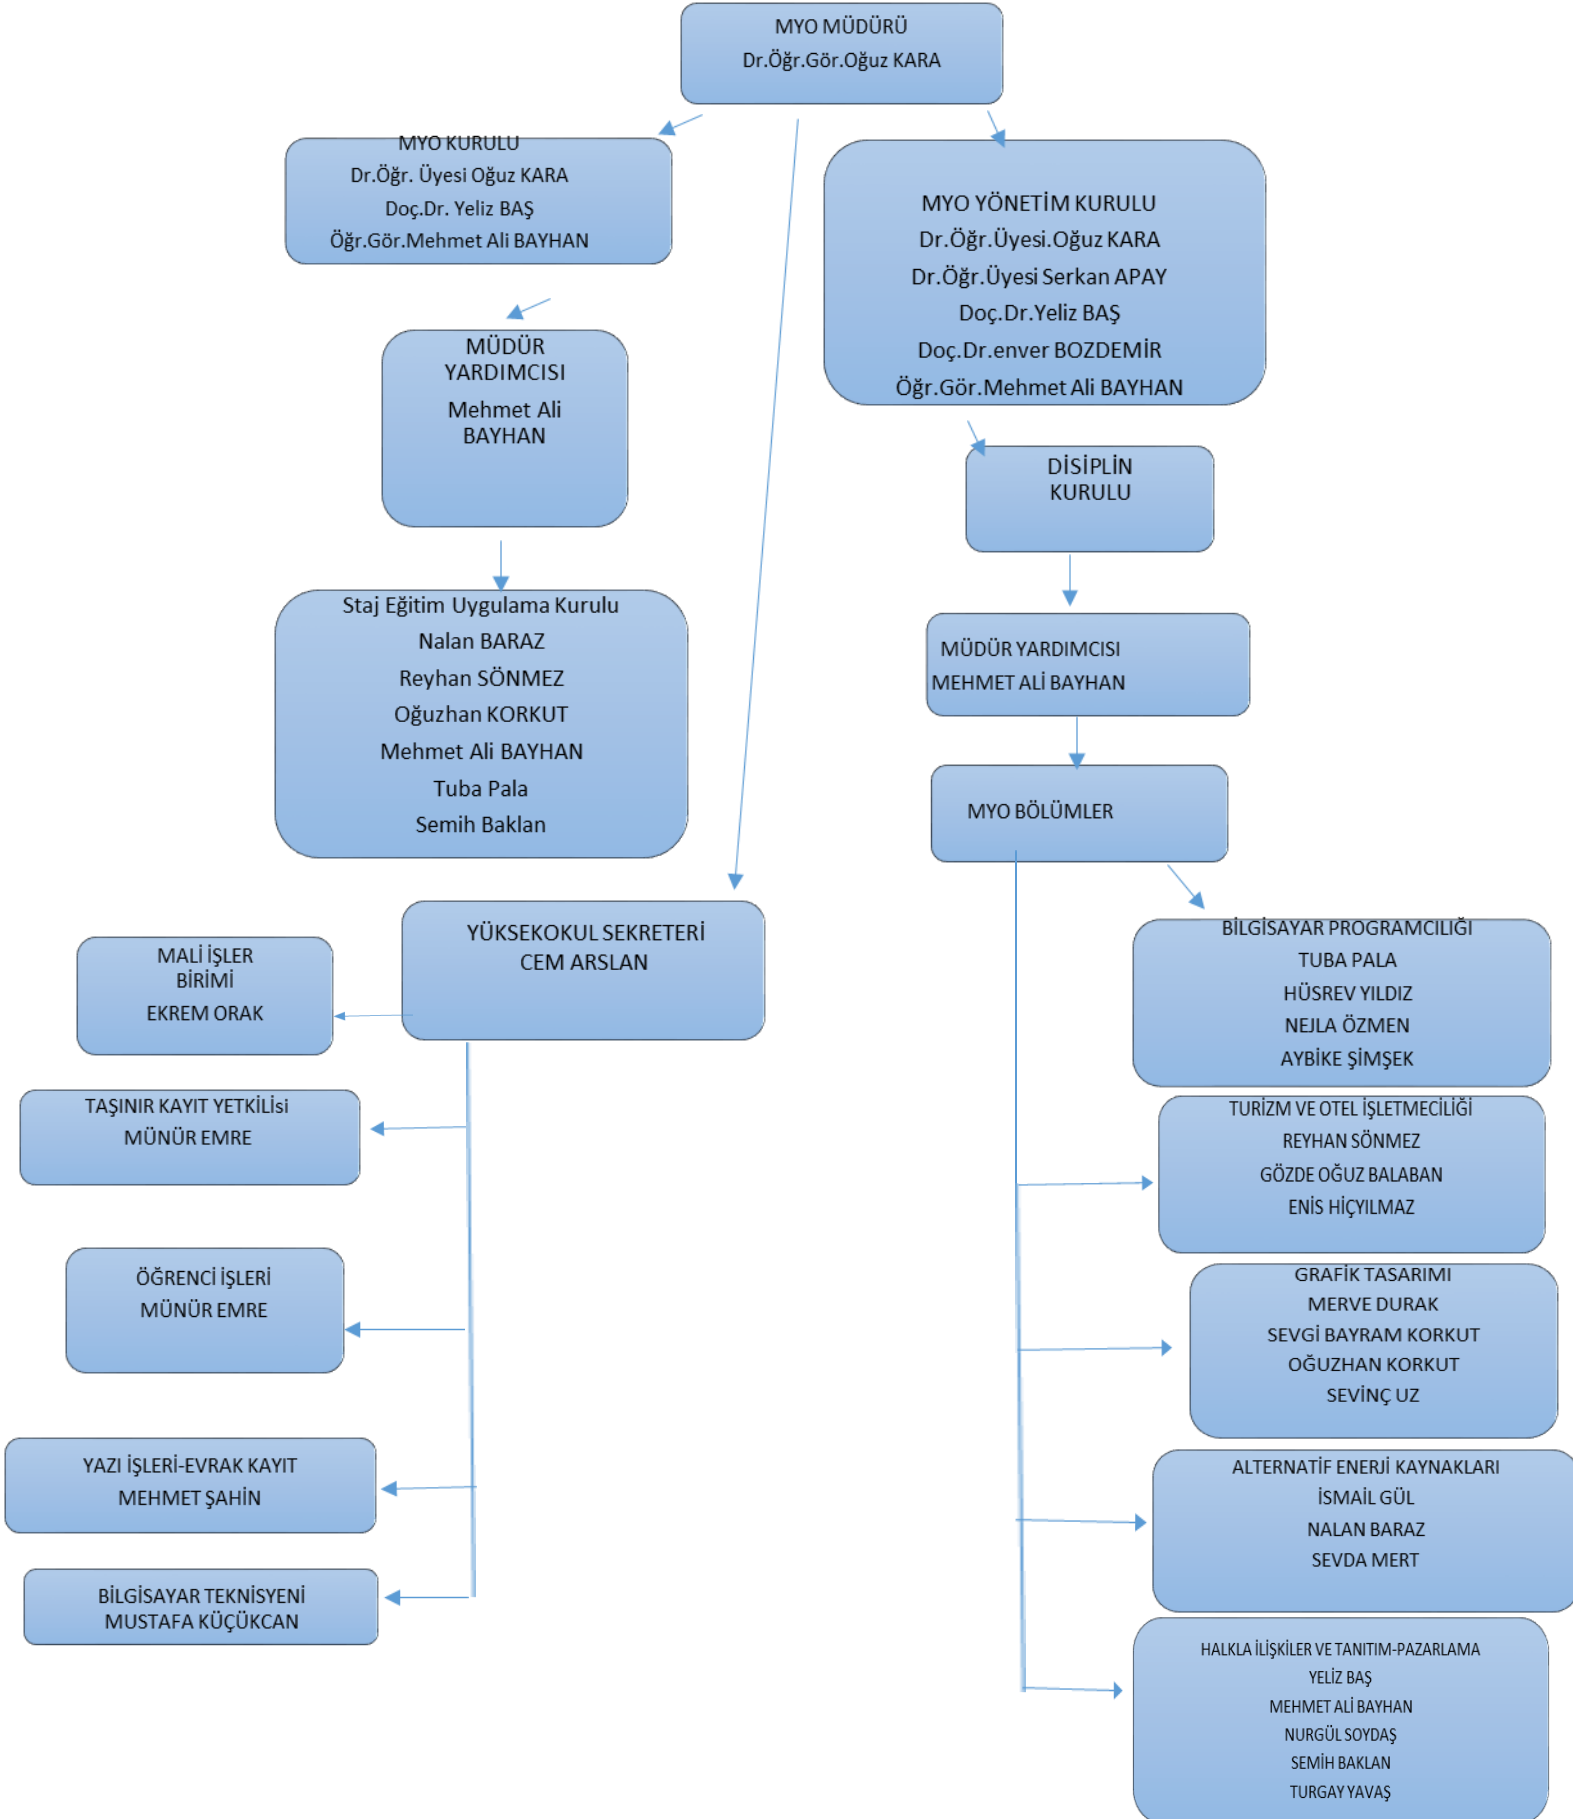 MYO MÜDÜRÜ
Dr.Öğr.Gör.Oğuz KARA
MYO KURULU
Dr.Öğr. Üyesi Oğuz KARA
Doç.Dr. Yeliz BAŞ
Öğr.Gör.Mehmet Ali BAYHAN
MYO YÖNETİM KURULU
Dr.Öğr.Üyesi.Oğuz KARA
Dr.Öğr.Üyesi Serkan APAY
Doç.Dr.Yeliz BAŞ
Doç.Dr.enver BOZDEMİR
Öğr.Gör.Mehmet Ali BAYHAN
MÜDÜR
YARDIMCISI
Mehmet Ali
BAYHAN
DİSİPLİN
KURULU
Staj Eğitim Uygulama Kurulu
Nalan BARAZ
Reyhan SÖNMEZ
Oğuzhan KORKUT
Mehmet Ali BAYHAN
Tuba Pala
Semih Baklan
MÜDÜR YARDIMCISI
MEHMET ALİ BAYHAN
MYO BÖLÜMLER
YÜKSEKOKUL SEKRETERİ
CEM ARSLAN
MALİ İŞLER
BİRİMİ
EKREM ORAK
TAŞINIR KAYIT YETKİLİsi
MÜNÜR EMRE
ÖĞRENCİ İŞLERİ
MÜNÜR EMRE
YAZI İŞLERİ-EVRAK KAYIT
MEHMET ŞAHİN
BİLGİSAYAR TEKNİSYENİ
MUSTAFA KÜÇÜKCAN
BİLGİSAYAR PROGRAMCILIĞI
TUBA PALA
HÜSREV YILDIZ
NEJLA ÖZMEN
AYBİKE ŞİMŞEK
TURİZM VE OTEL İŞLETMECİLİĞİ
REYHAN SÖNMEZ
GÖZDE OĞUZ BALABAN
ENİS HİÇYILMAZ
GRAFİK TASARIMI
MERVE DURAK
SEVGİ BAYRAM KORKUT
OĞUZHAN KORKUT
SEVİNÇ UZ
ALTERNATİF ENERJİ KAYNAKLARI
İSMAİL GÜL
NALAN BARAZ
SEVDA MERT
HALKLA İLİŞKİLER VE TANITIM-PAZARLAMA
YELİZ BAŞ
MEHMET ALİ BAYHAN
NURGÜL SOYDAŞ
SEMİH BAKLAN
TURGAY YAVAŞ